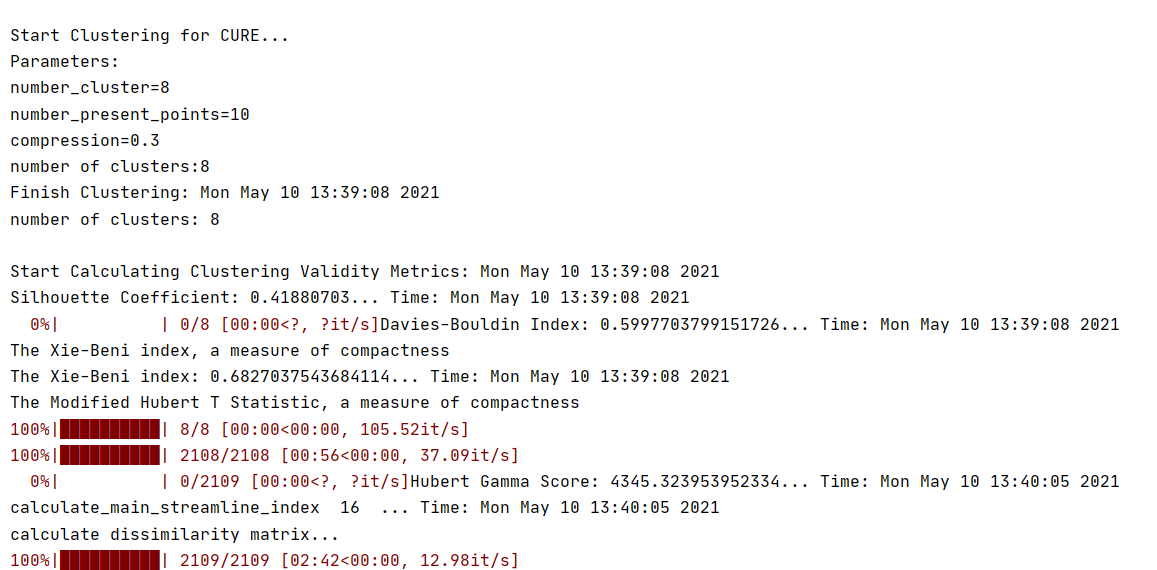 Start Clustering for CURE...
Parameters:
number_cluster=8
number_present_points=10
compression=0.3
number of clusters:8
Finish Clustering: Mon May 10 13:39:08 2021
number of clusters: 8
Start Calculating Clustering Validity Metrics: Mon May 10 13:39:08 2021
Silhouette Coefficient: 0.41880703... Time: Mon May 10 13:39:08 2021
  0%|          | 0/8 [00:00<?, ?it/s]Davies-Bouldin Index: 0.5997703799151726... Time: Mon May 10 13:39:08 2021
The Xie-Beni index, a measure of compactness
The Xie-Beni index: 0.6827037543684114... Time: Mon May 10 13:39:08 2021
The Modified Hubert T Statistic, a measure of compactness
100%|██████████| 8/8 [00:00<00:00, 105.52it/s]
100%|██████████| 2108/2108 [00:56<00:00, 37.09it/s]
  0%|          | 0/2109 [00:00<?, ?it/s]Hubert Gamma Score: 4345.323953952334... Time: Mon May 10 13:40:05 2021
calculate_main_streamline_index  16  ... Time: Mon May 10 13:40:05 2021
calculate dissimilarity matrix...
100%|██████████| 2109/2109 [02:42<00:00, 12.98it/s]